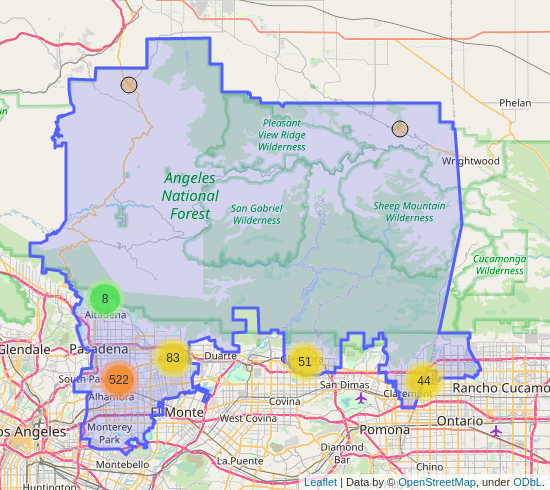 Phelan
Pleasant
View Ridge
Wilderness
Wrightwood
Angeles
National
Forest
San Gabriel
Wilderness
Sheep Mountain
Wilderness
Cucamonga
Wilderness
8
Altadena
Glendale
Pasadena
83
Duarte
51
South Pas
522
Alhambra
San Dimas
44
Claremont
Rancho Cucamo
El Monte
Covina
West Covina
Pomona
Ontario
os Angeles
Monterey
Park
Montebello
La Puente
Diamond
Bar
Chino
Huntington
Leaflet | Data by © OpenStreetMap, under ODbL.